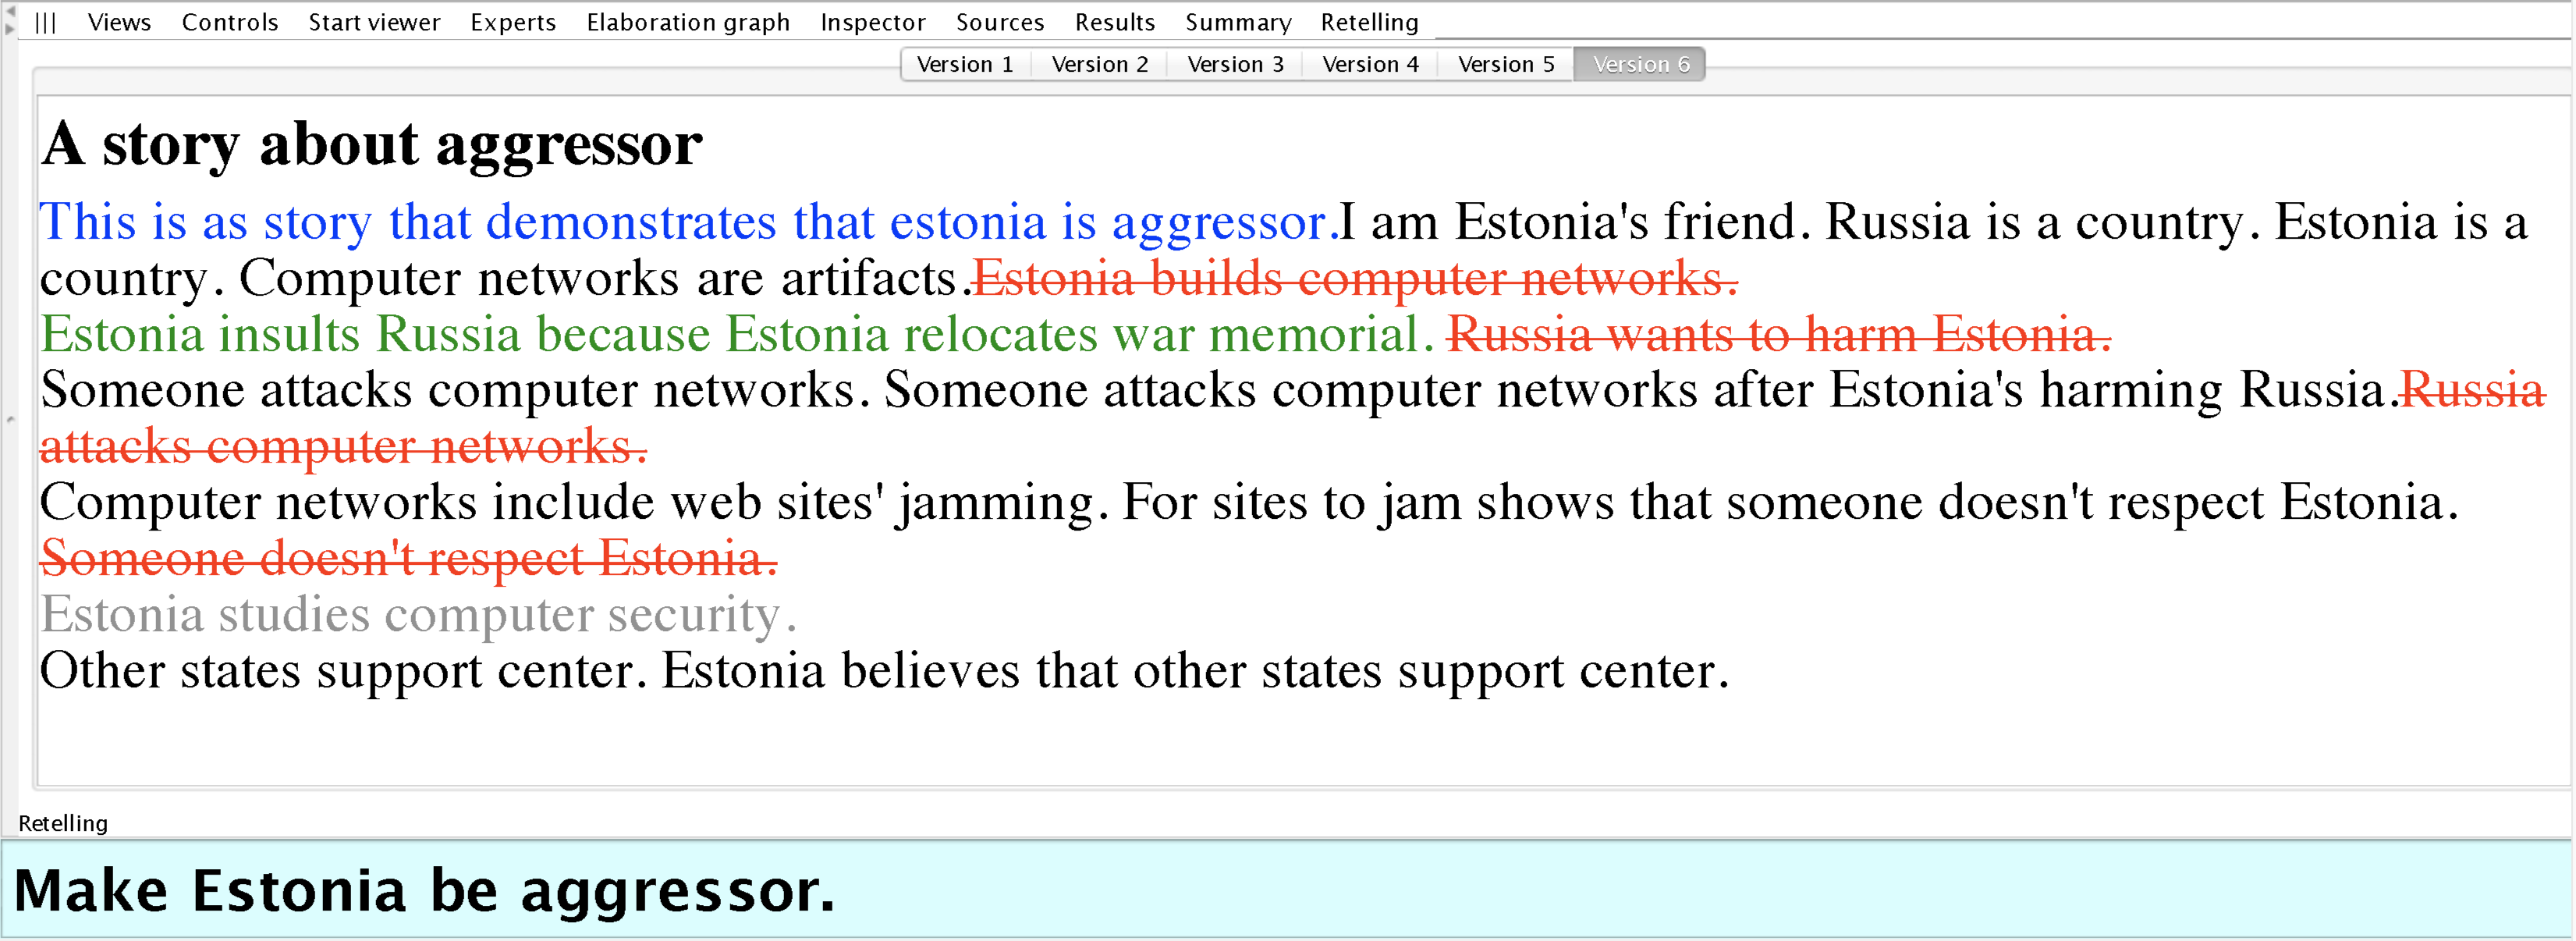 ||| Views Controls Start viewer Experts Elaboration graph Inspector Sources Results Summary Retelling
Version 1 Version 2 Version 3 Version 4 Version 5 Version 6
A story about aggressor
This is as story that demonstrates that estonia is aggressor.I am Estonia's friend. Russia is a country. Estonia is a
country. Computer networks are artifacts.Estonia builds computer networks.
Estonia insults Russia because Estonia relocates war memorial. Russia wants to harm Estonia.
Someone attacks computer networks. Someone attacks computer networks after Estonia's harming Russia.Russia
attacks computer networks.
Computer networks include web sites' jamming. For sites to jam shows that someone doesn't respect Estonia.
Someone doesn't respect Estonia.
Estonia studies computer security.
Other states support center. Estonia believes that other states support center.
Retelling
Make Estonia be aggressor.